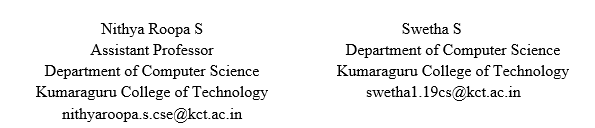 Nithya Roopa S
Assistant Professor
Department of Computer Science
Kumaraguru College of Technology
nithyaroopa.s.cse@kct.ac.in
Swetha S
Department of Computer Science
Kumaraguru College of Technology
swetha1.19cs@kct.ac.in